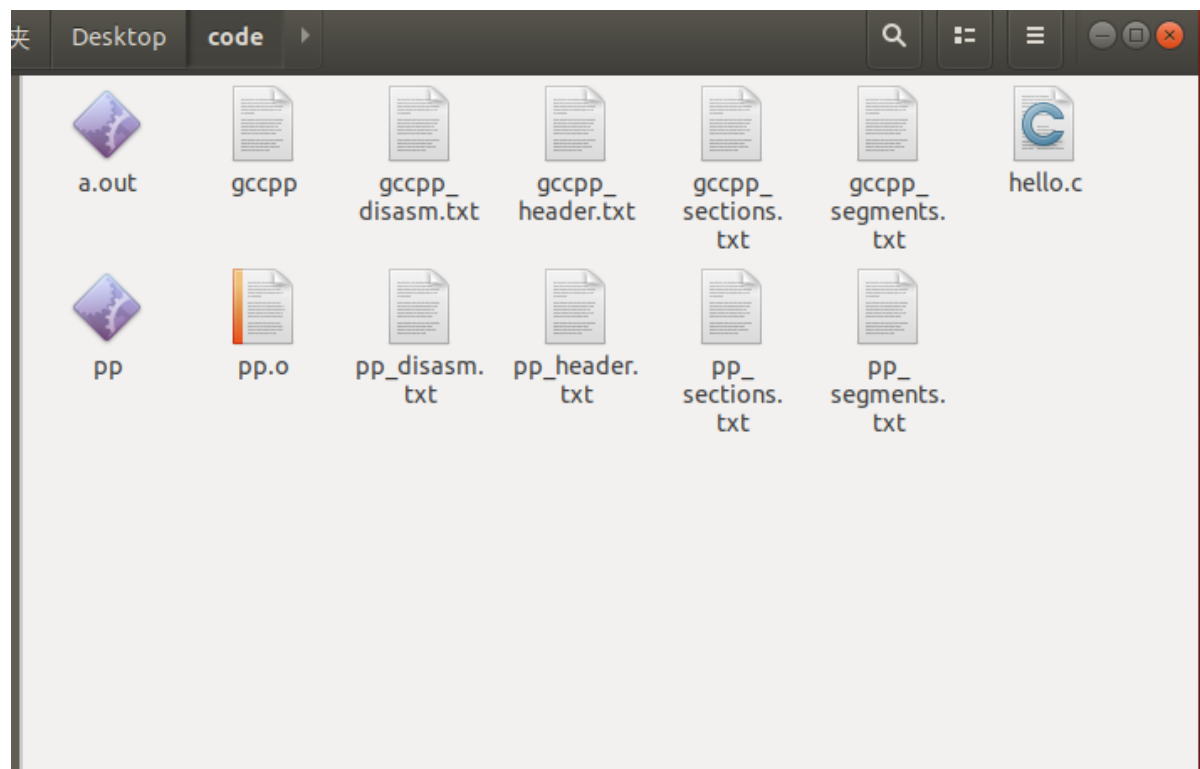 夹 Desktop code
a.out gccpp gccpp_ gccpp_ gccpp_ gccpp_ hello.c
disasm.txt header.txt sections. segments.
txt txt
pp pp.o pp_disasm. pp_header. pp_ pp_
txt txt sections. segments.
txt txt